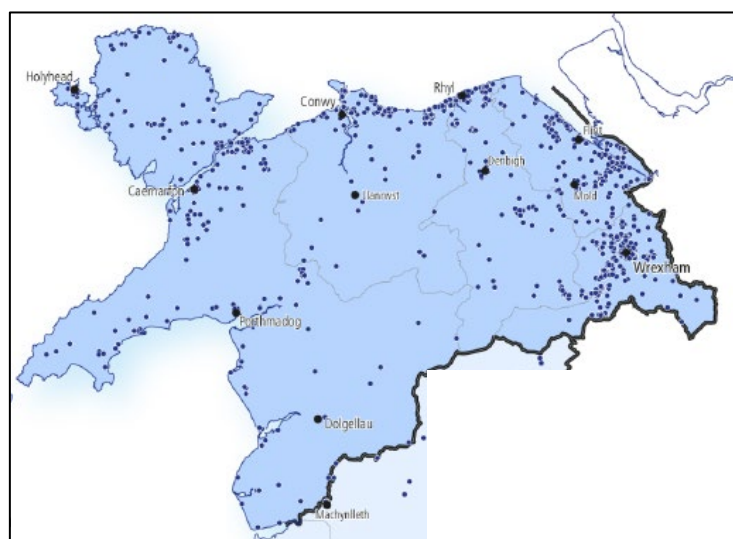 Holyhead
Rhyl
Conwy
Flint
Denbigh
Caernarfon
Llanrwst
Mold
Wrexham
Porthmadog
Dolgellau
Machynlleth